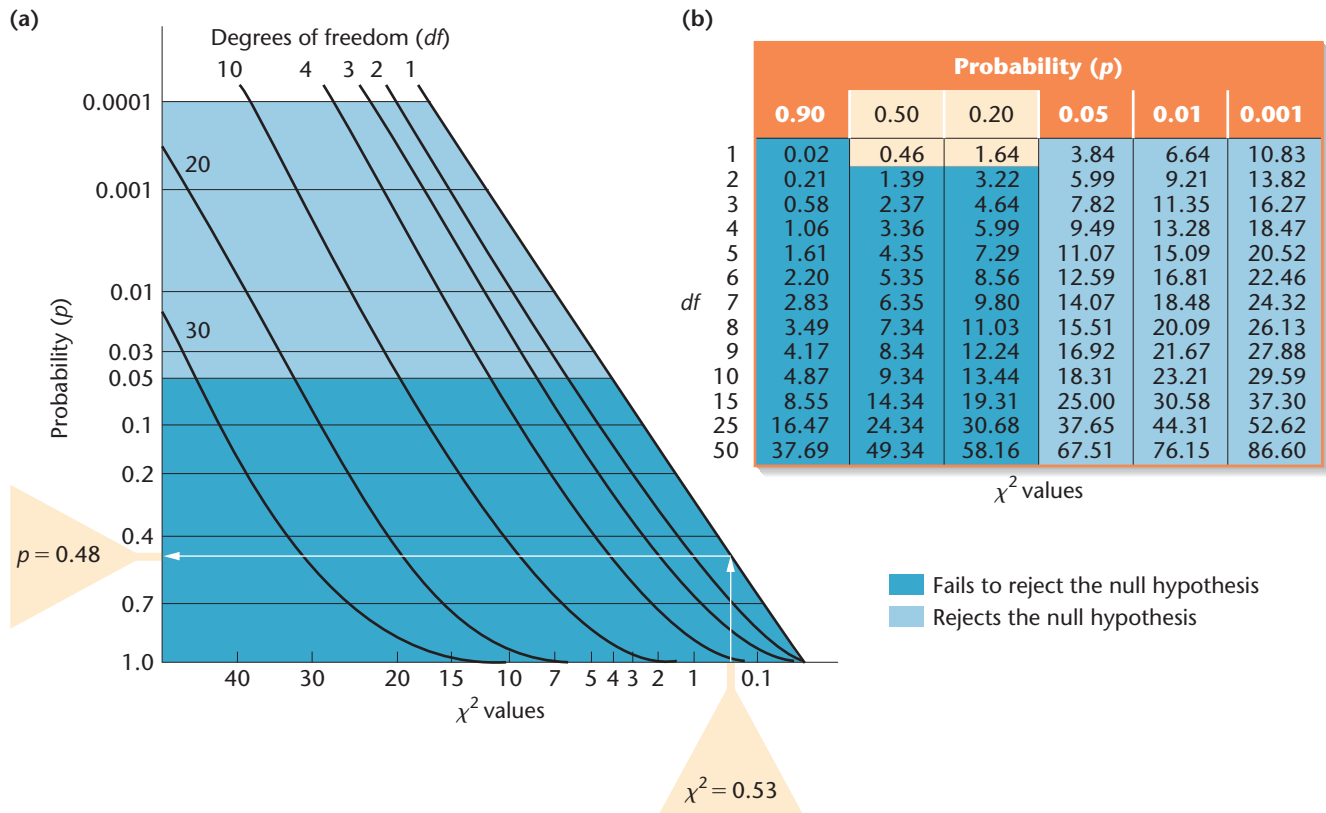 (a)
Degrees of freedom (df)
10 4 3 2 1
0.0001
20
0.001
0.01
30
0.03
0.05
0.1
0.2
0.4
0.7
1.0
Probability (p)
p = 0.48
40 30 20 15 10 7 5 4 3 2 1 0.1
χ² values
χ² = 0.53
(b)
Probability (p)
0.90 0.50 0.20 0.05 0.01 0.001
1 0.02 0.46 1.64 3.84 6.64 10.83
2 0.21 1.39 3.22 5.99 9.21 13.82
3 0.58 2.37 4.64 7.82 11.35 16.27
4 1.06 3.36 5.99 9.49 13.28 18.47
5 1.61 4.35 7.29 11.07 15.09 20.52
6 2.20 5.35 8.56 12.59 16.81 22.46
df 7 2.83 6.35 9.80 14.07 18.48 24.32
8 3.49 7.34 11.03 15.51 20.09 26.13
9 4.17 8.34 12.24 16.92 21.67 27.88
10 4.87 9.34 13.44 18.31 23.21 29.59
15 8.55 14.34 19.31 25.00 30.58 37.30
25 16.47 24.34 30.68 37.65 44.31 52.62
50 37.69 49.34 58.16 67.51 76.15 86.60
χ² values
Fails to reject the null hypothesis
Rejects the null hypothesis